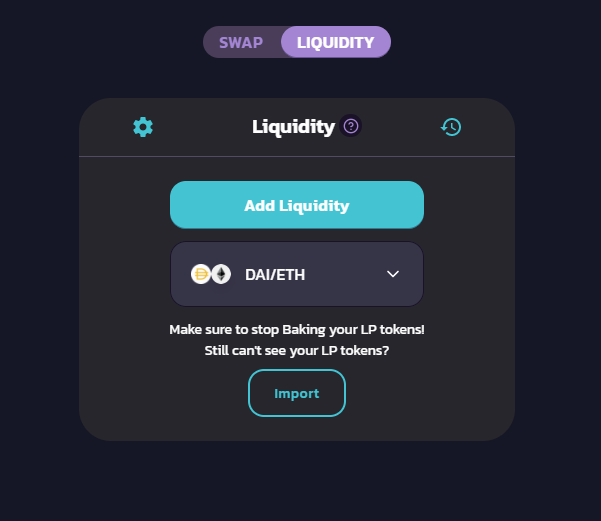 SWAP LIQUIDITY
Liquidity ?
Add Liquidity
DAI/ETH
Make sure to stop Baking your LP tokens!
Still can't see your LP tokens?
Import